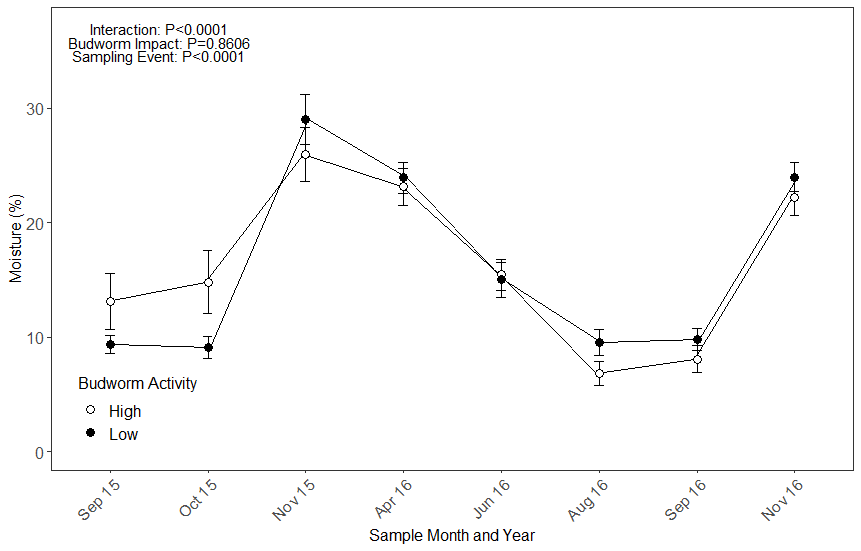 Interaction: P<0.0001
Budworm Impact: P=0.8606
Sampling Event: P<0.0001
30
20
10
0
Moisture (%)
Budworm Activity
High
Low
Sep 15
Oct 15
Nov 15
Apr 16
Jun 16
Aug 16
Sep 16
Nov 16
Sample Month and Year